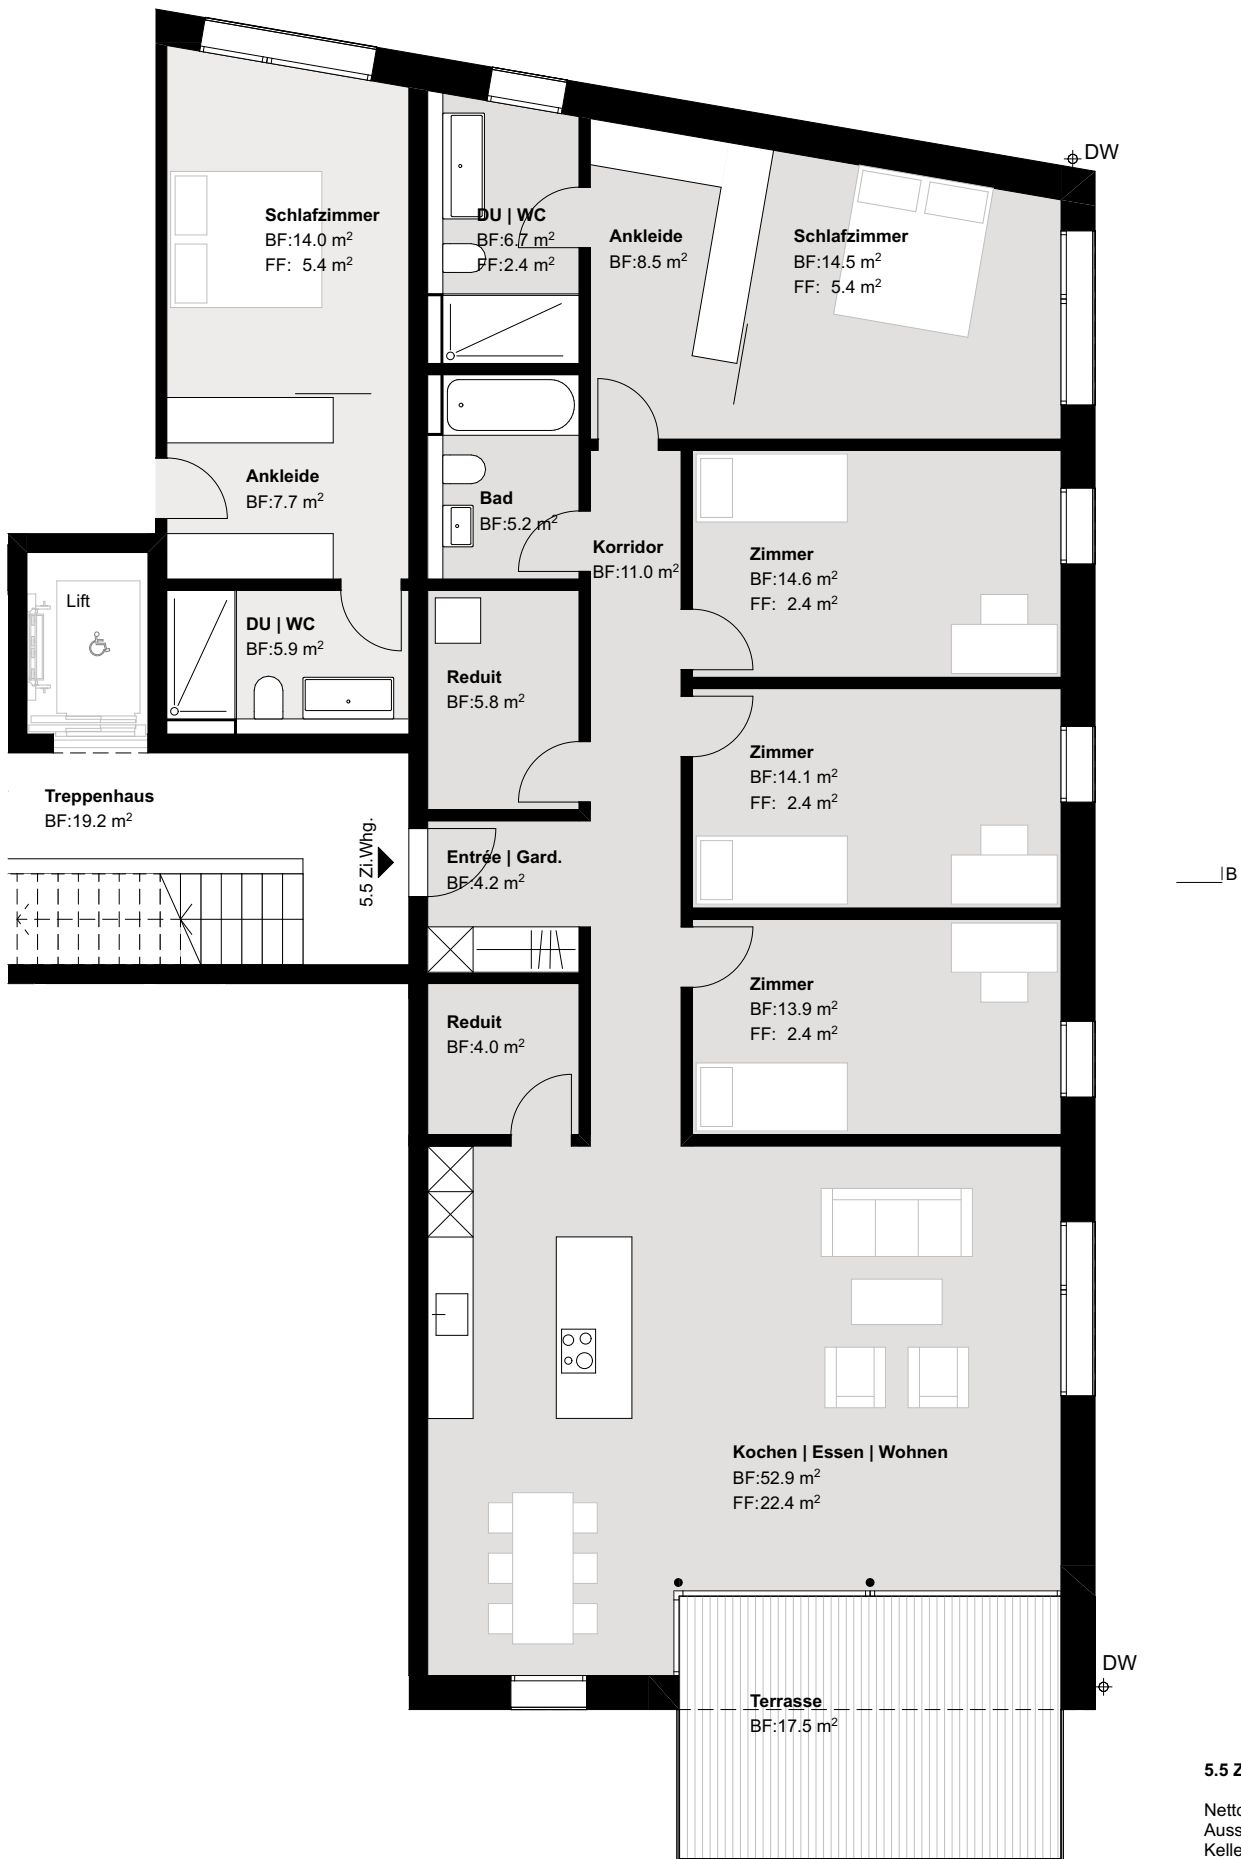 DW
Schlafzimmer
BF:14.0 m²
FF: 5.4 m²
DU | WC
BF:6.7 m²
FF:2.4 m²
Ankleide
BF:8.5 m²
Schlafzimmer
BF:14.5 m²
FF: 5.4 m²
Ankleide
BF:7.7 m²
Bad
BF:5.2 m²
Korridor
BF:11.0 m²
Zimmer
BF:14.6 m²
FF: 2.4 m²
Lift
DU | WC
BF:5.9 m²
Reduit
BF:5.8 m²
Zimmer
BF:14.1 m²
FF: 2.4 m²
Treppenhaus
BF:19.2 m²
5.5 Zi.Whg.
Entrée | Gard.
BF:4.2 m²
B
Zimmer
BF:13.9 m²
FF: 2.4 m²
Reduit
BF:4.0 m²
Kochen | Essen | Wohnen
BF:52.9 m²
FF:22.4 m²
DW
Terrasse
BF:17.5 m²
5.5 Z
Netto
Auss
Kelle